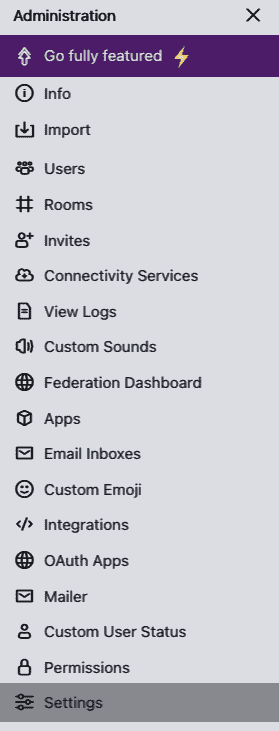 Administration
Go fully featured
Info
Import
Users
Rooms
Invites
Connectivity Services
View Logs
Custom Sounds
Federation Dashboard
Apps
Email Inboxes
Custom Emoji
Integrations
OAuth Apps
Mailer
Custom User Status
Permissions
Settings